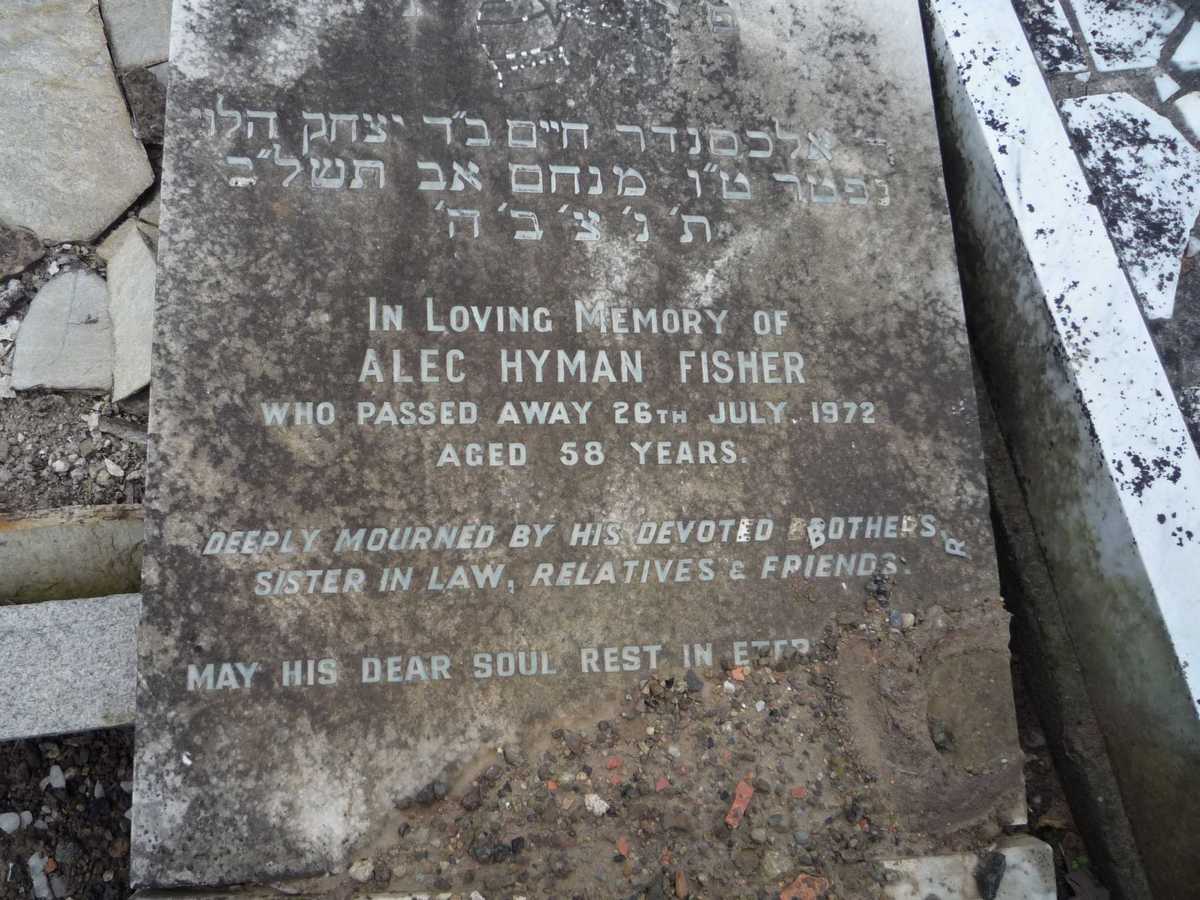 ר׳ אלכסנדר חיים ב״ר יצחק הלוי
נפטר ט״ו מנחם אב תשל״ב
ת׳ נ׳ צ׳ ב׳ ה׳
IN LOVING MEMORY OF
ALEC HYMAN FISHER
WHO PASSED AWAY 26TH JULY. 1972
AGED 58 YEARS.
DEEPLY MOURNED BY HIS DEVOTED BROTHERS,
SISTER IN LAW, RELATIVES & FRIENDS.
MAY HIS DEAR SOUL REST IN